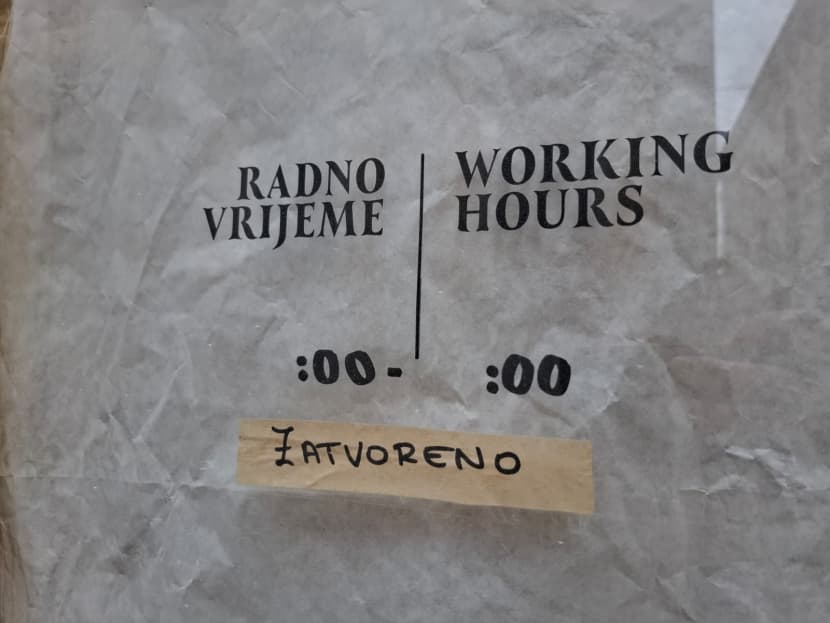 RADNO
VRIJEME
WORKING
HOURS
:00- :00
ZATVORENO